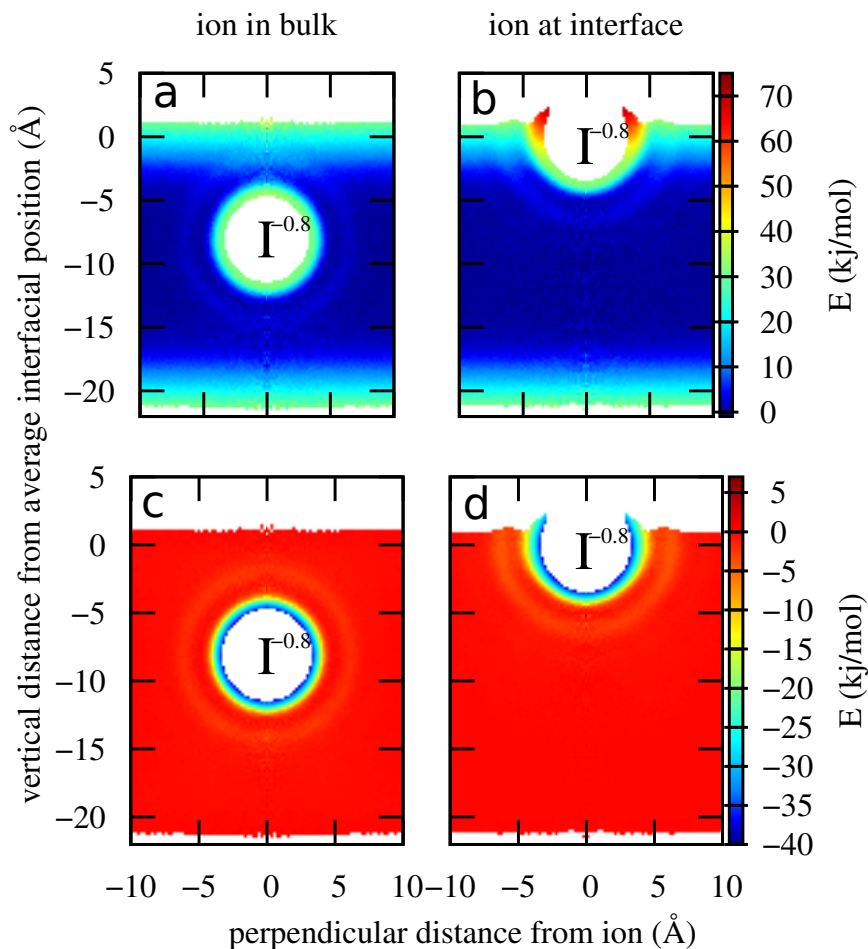 ion in bulk
ion at interface
a
b
5
0
−5
−10
−15
−20
I−0.8
I−0.8
70
60
50
40
30
20
10
0
E (kj/mol)
vertical distance from average interfacial position (Å)
c
d
5
0
−5
−10
−15
−20
I−0.8
I−0.8
5
0
−5
−10
−15
−20
−25
−30
−35
−40
E (kj/mol)
−10 −5 0 5 10 −10 −5 0 5 10
perpendicular distance from ion (Å)